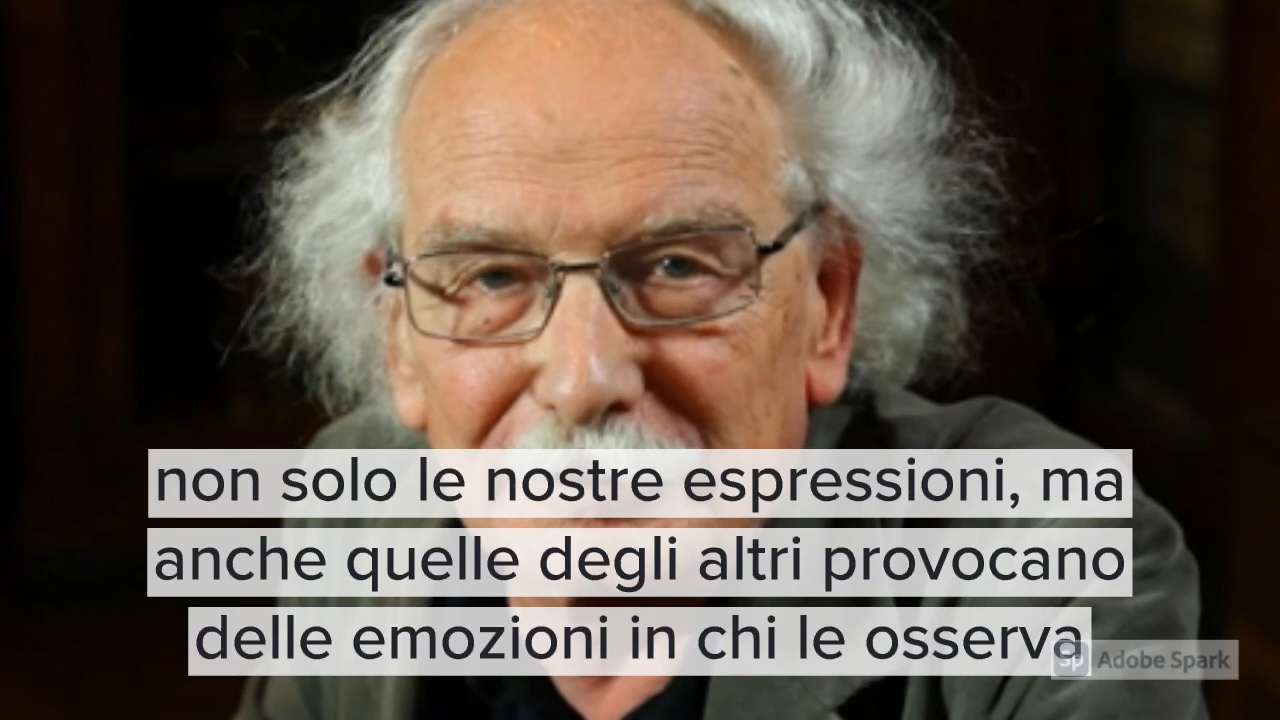 non solo le nostre espressioni, ma
anche quelle degli altri provocano
delle emozioni in chi le osserva
Sp Adobe Spark